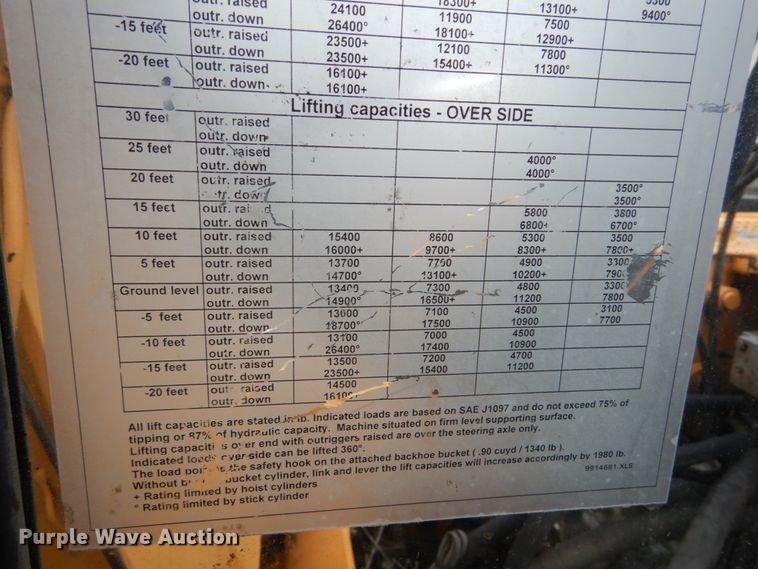 outr. raised 24100 18300+ 13100+ 5300
outr. down 26400° 11900 7500 9400°
-15 feet outr. raised 23500+ 18100+ 12900+
outr. down 23500+ 12100 7800
-20 feet outr. raised 16100+ 15400+ 11300°
outr. down 16100+
Lifting capacities - OVER SIDE
30 feet outr. raised
outr. down
25 feet outr. raised 4000°
outr. down 4000°
20 feet outr. raised 3500°
outr. down 3500°
15 feet outr. raised 5800 3800
outr. down 6800+ 6700°
10 feet outr. raised 15400 8600 5300 3500
outr. down 16000+ 9700+ 8300+ 7800+
5 feet outr. raised 13700 7700 4900 3300
outr. down 14700° 13100+ 10200+
Ground level outr. raised 13400 7300 4800 3300
outr. down 14900° 16500+ 11200 7800
-5 feet outr. raised 13000 7100 4500 3100
outr. down 18700° 17500 10900 7700
-10 feet outr. raised 13100 7000 4500
outr. down 26400° 17400 10900
-15 feet outr. raised 13500 7200 4700
outr. down 23500+ 15400 11200
-20 feet outr. raised 14500
outr. down 16100+
All lift capacities are stated in lb. Indicated loads are based on SAE J1097 and do not exceed 75% of
tipping or 87% of hydraulic capacity. Machine situated on firm level supporting surface.
Lifting capacities over end with outriggers raised are over the steering axle only.
Indicated loads over side can be lifted 360°.
The load point is the safety hook on the attached backhoe bucket ( .90 cuyd / 1340 lb ).
Without bucket cylinder, link and lever the lift capacities will increase accordingly by 1980 lb.
+ Rating limited by hoist cylinders
° Rating limited by stick cylinder
9914681.XLS
Purple Wave Auction